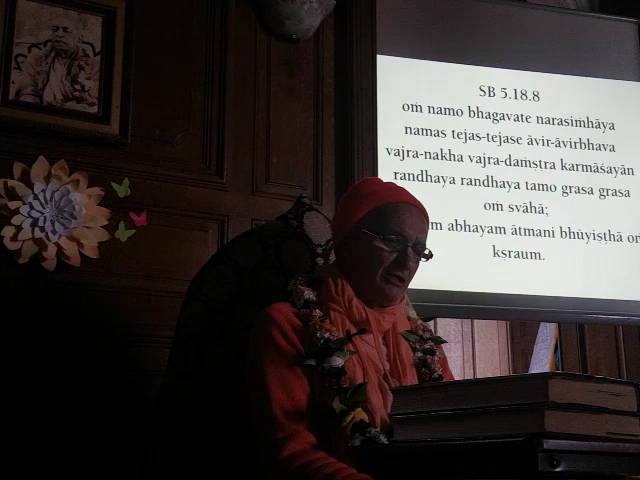 SB 5.18.8
oṁ namo bhagavate narasiṁhāya
namas tejas-tejase āvir-āvirbhava
vajra-nakha vajra-daṁṣṭra karmāśayān
randhaya randhaya tamo grasa grasa
oṁ svāhā;
abhayam ātmani bhūyiṣṭhā
kṣraum.